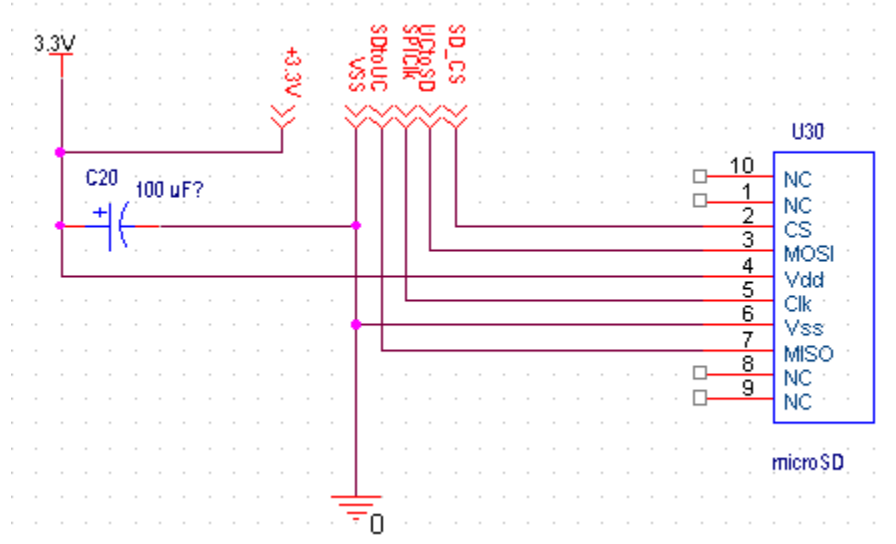 3.3V
+3.3V
VSS
SDtoUC
SPIClk
UCtoSD
SD_CS
U30
C20
100 uF?
10
NC
1
NC
2
CS
3
MOSI
4
Vdd
5
Clk
6
Vss
7
MISO
8
NC
9
NC
microSD
0